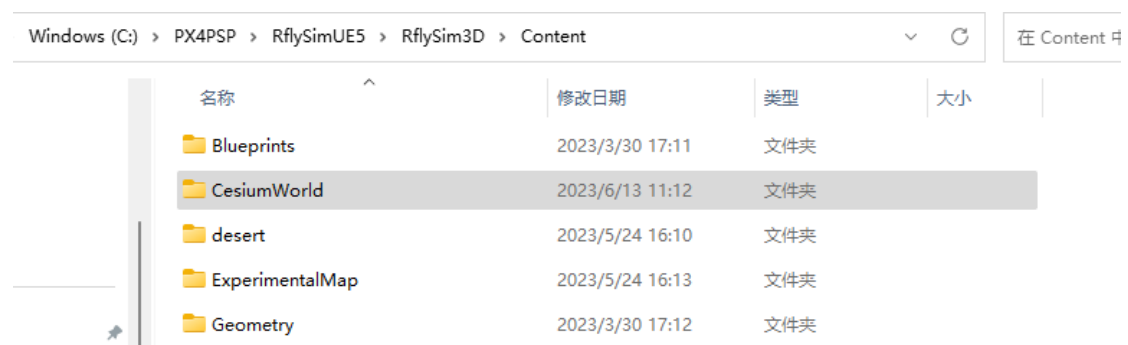 Windows (C:) > PX4PSP > RflySimUE5 > RflySim3D > Content
在 Content 中
名称 修改日期 类型 大小
Blueprints 2023/3/30 17:11 文件夹
CesiumWorld 2023/6/13 11:12 文件夹
desert 2023/5/24 16:10 文件夹
ExperimentalMap 2023/5/24 16:13 文件夹
Geometry 2023/3/30 17:12 文件夹